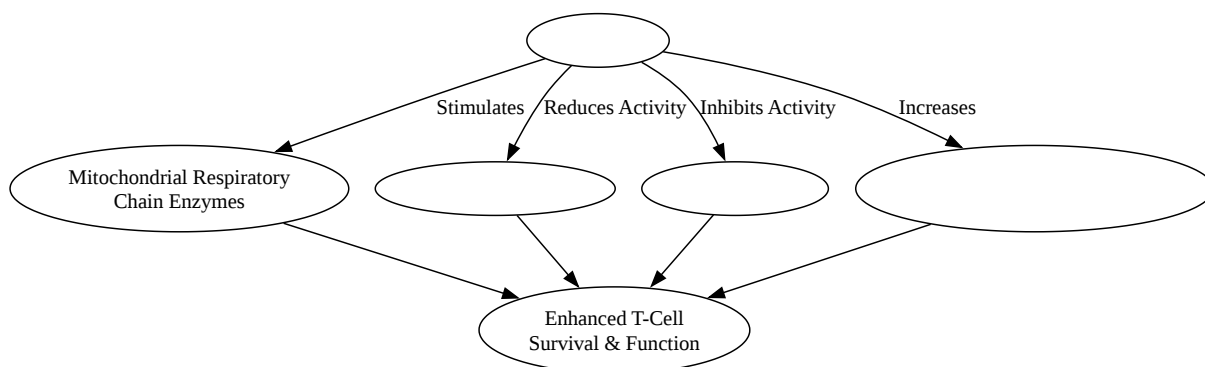 Stimulates
Reduces Activity
Inhibits Activity
Increases
Mitochondrial Respiratory
Chain Enzymes
Enhanced T-Cell
Survival & Function